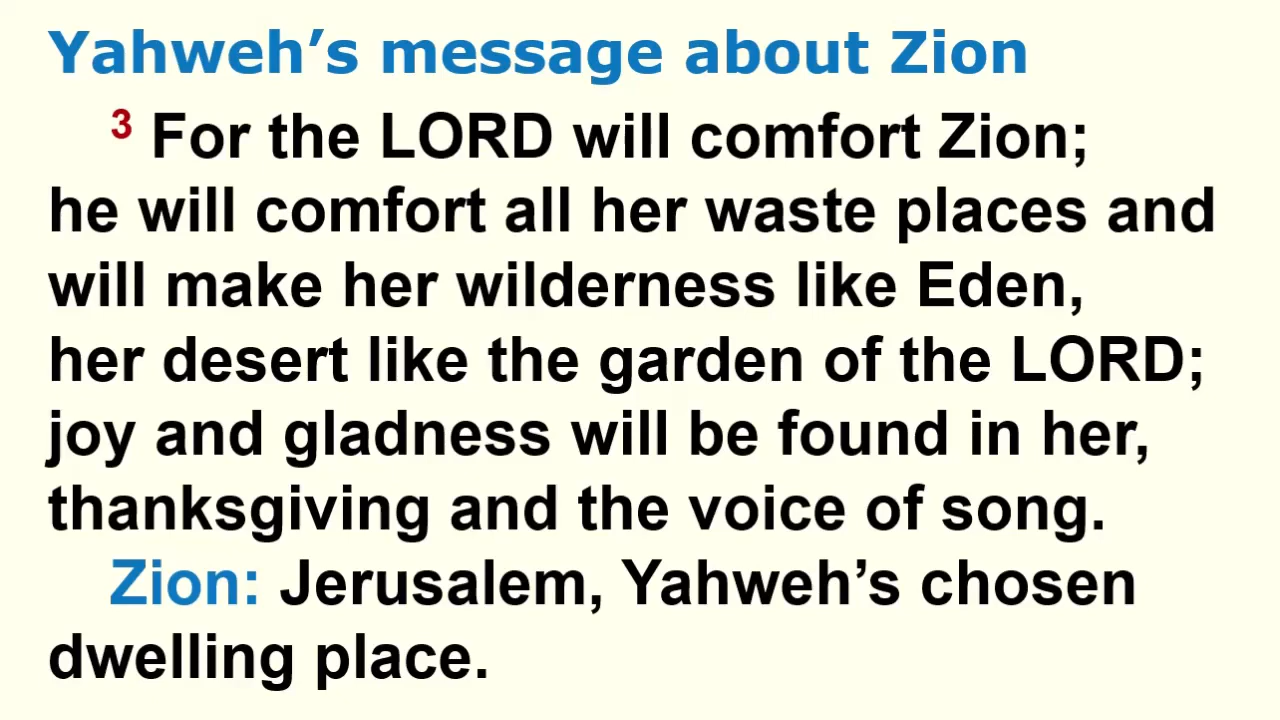 Yahweh’s message about Zion
3 For the LORD will comfort Zion;
he will comfort all her waste places and
will make her wilderness like Eden,
her desert like the garden of the LORD;
joy and gladness will be found in her,
thanksgiving and the voice of song.
Zion: Jerusalem, Yahweh’s chosen
dwelling place.